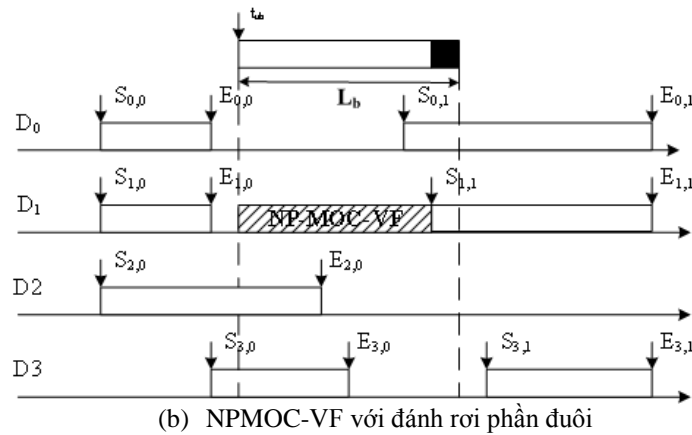 t_ub
L_b
S_{0,0} E_{0,0} S_{0,1} E_{0,1}
D_0
S_{1,0} E_{1,0} S_{1,1} E_{1,1}
D_1 NP-MOC-VF
S_{2,0} E_{2,0}
D2
S_{3,0} E_{3,0} S_{3,1} E_{3,1}
D3
(b) NPMOC-VF với đánh rơi phần đuôi